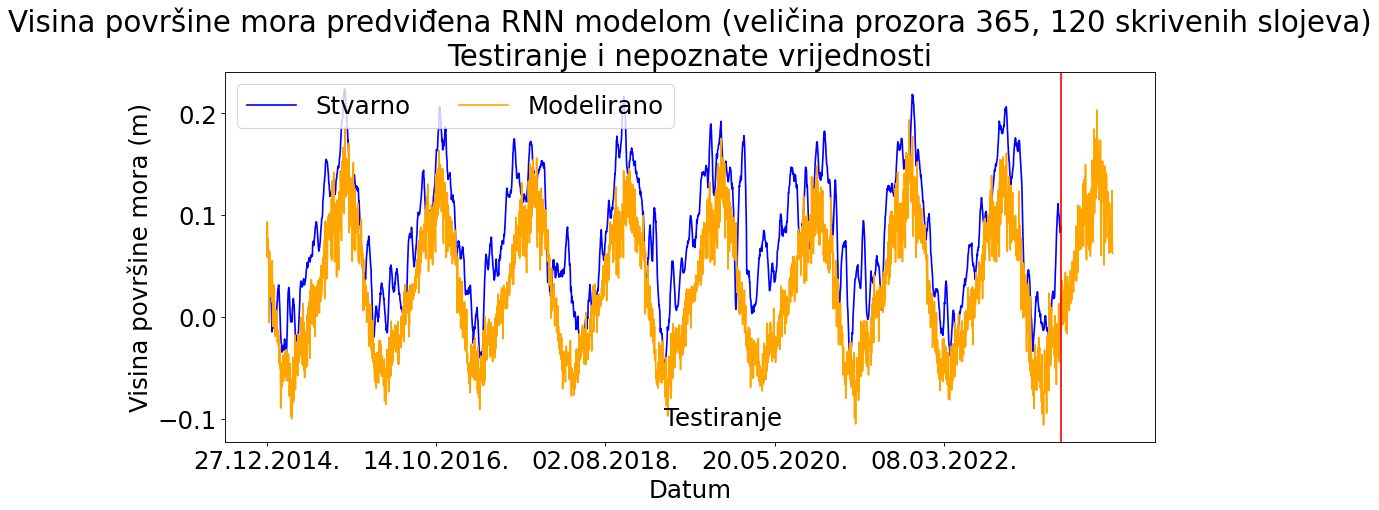 Visina površine mora predviđena RNN modelom (veličina prozora 365, 120 skrivenih slojeva)
Testiranje i nepoznate vrijednosti
Stvarno Modelirano
Visina površine mora (m)
0.2
0.1
0.0
−0.1
Testiranje
27.12.2014. 14.10.2016. 02.08.2018. 20.05.2020. 08.03.2022.
Datum